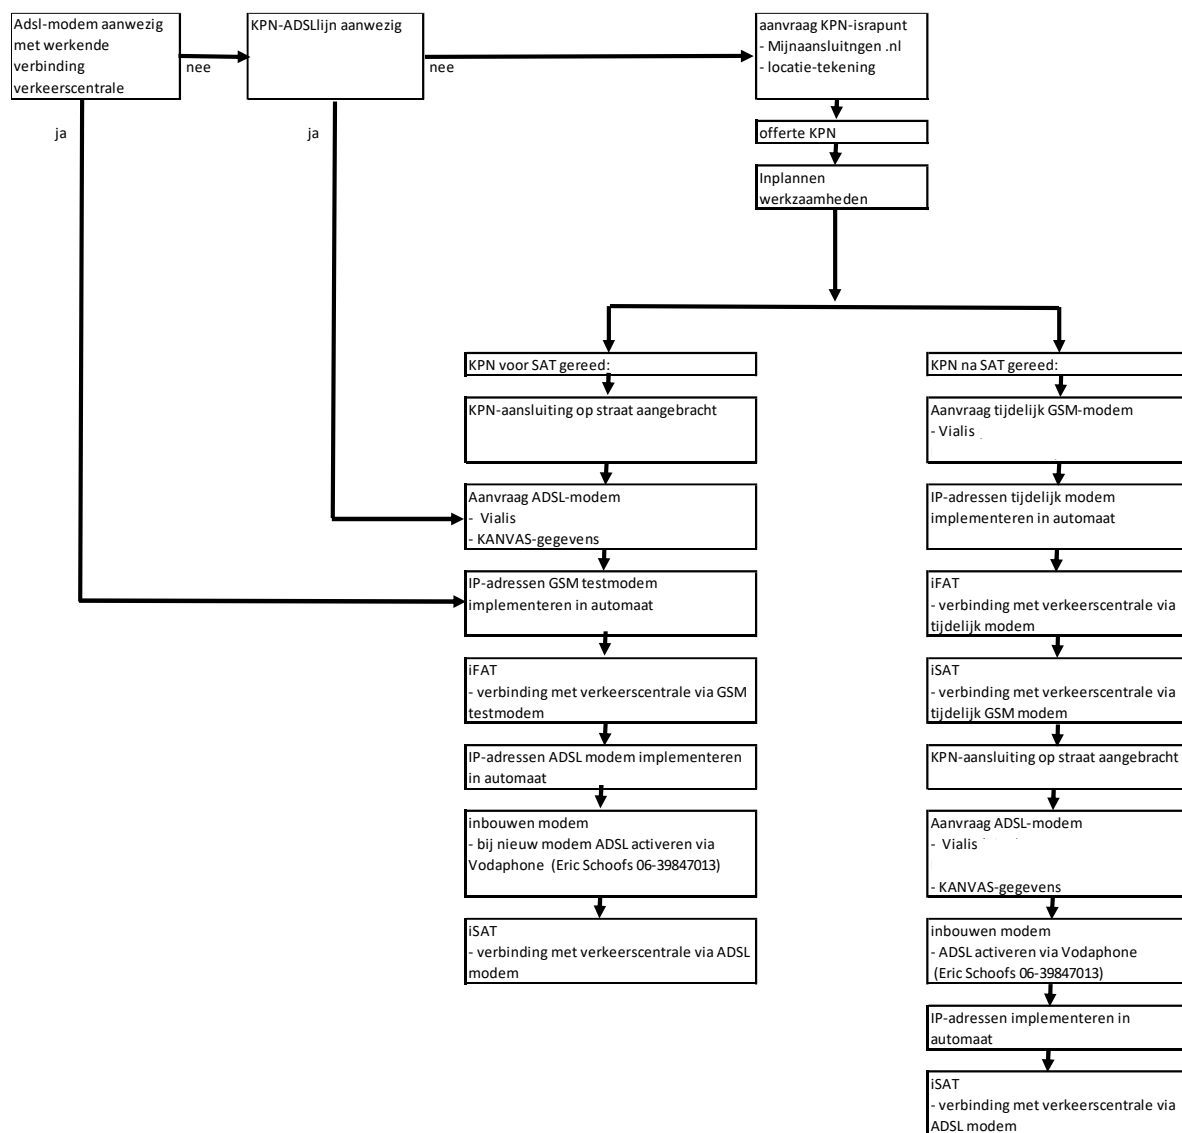 Adsl-modem aanwezig
met werkende
verbinding
verkeerscentrale
nee
ja
KPN-ADSLlijn aanwezig
nee
ja
aanvraag KPN-israpunt
- Mijnaansluitngen .nl
- locatie-tekening
offerte KPN
Inplannen
werkzaamheden
KPN voor SAT gereed:
KPN-aansluiting op straat aangebracht
Aanvraag ADSL-modem
- Vialis
- KANVAS-gegevens
IP-adressen GSM testmodem
implementeren in automaat
iFAT
- verbinding met verkeerscentrale via GSM
testmodem
IP-adressen ADSL modem implementeren
in automaat
inbouwen modem
- bij nieuw modem ADSL activeren via
Vodaphone (Eric Schoofs 06-39847013)
iSAT
- verbinding met verkeerscentrale via ADSL
modem
KPN na SAT gereed:
Aanvraag tijdelijk GSM-modem
- Vialis
IP-adressen tijdelijk modem
implementeren in automaat
iFAT
- verbinding met verkeerscentrale via
tijdelijk modem
iSAT
- verbinding met verkeerscentrale via
tijdelijk GSM modem
KPN-aansluiting op straat aangebracht
Aanvraag ADSL-modem
- Vialis
- KANVAS-gegevens
inbouwen modem
- ADSL activeren via Vodaphone
(Eric Schoofs 06-39847013)
IP-adressen implementeren in
automaat
iSAT
- verbinding met verkeerscentrale via
ADSL modem